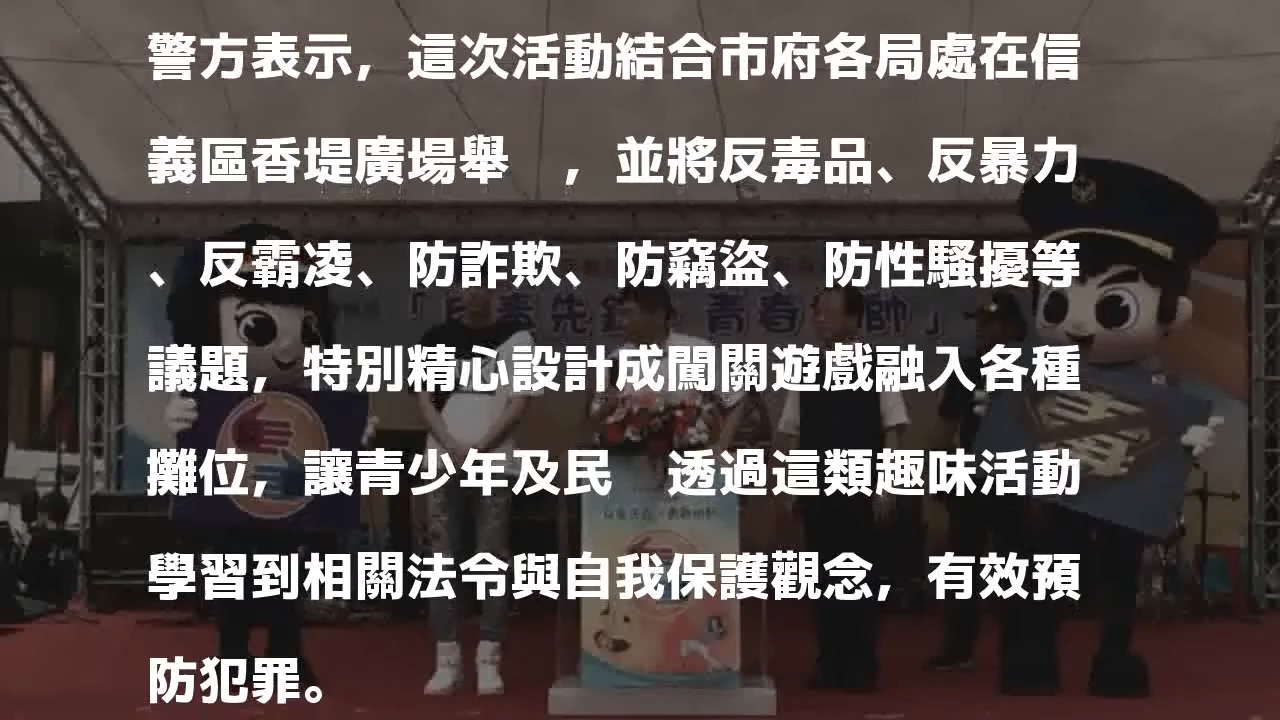 警方表示，這次活動結合市府各局處在信
義區香堤廣場舉　，並將反毒品、反暴力
、反霸凌、防詐欺、防竊盜、防性騷擾等
議題，特別精心設計成闖關遊戲融入各種
攤位，讓青少年及民　透過這類趣味活動
學習到相關法令與自我保護觀念，有效預
防犯罪。